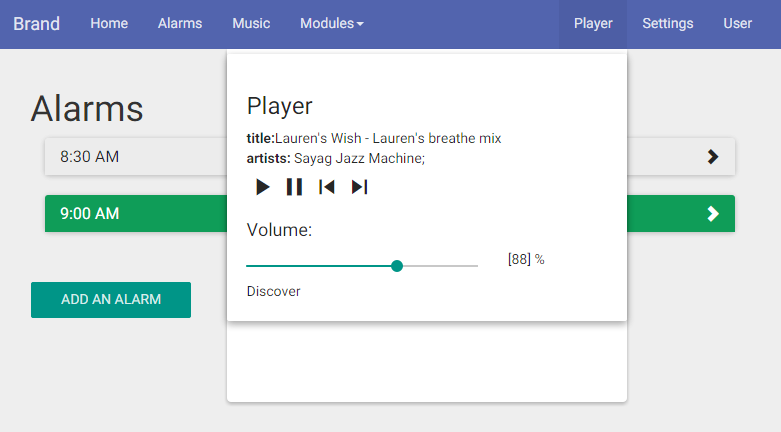 Brand Home Alarms Music Modules Player Settings User
Alarms
8:30 AM
9:00 AM
ADD AN ALARM
Player
title:Lauren's Wish - Lauren's breathe mix
artists: Sayag Jazz Machine;
Volume:
[88] %
Discover